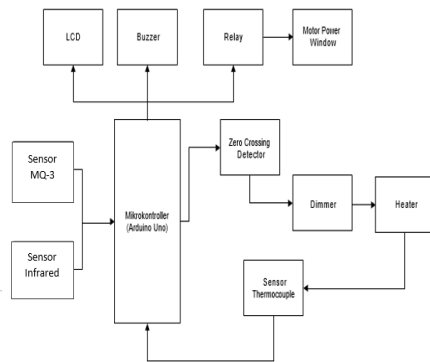 LCD
Buzzer
Relay
Motor Power
Window
Sensor
MQ-3
Zero Crossing
Detector
Mikrokontroller
(Arduino Uno)
Dimmer
Heater
Sensor
Infrared
Sensor
Thermocouple